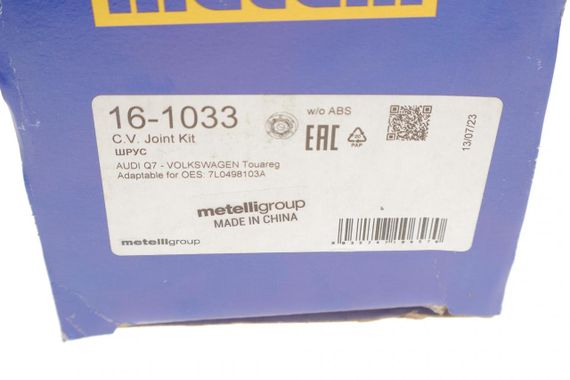 16-1033
w/o ABS
C.V. Joint Kit
ШРУС
EAC
PAP
13/07/23
AUDI Q7 - VOLKSWAGEN Touareg
Adaptable for OES: 7L0498103A
metelligroup
MADE IN CHINA
metelligroup